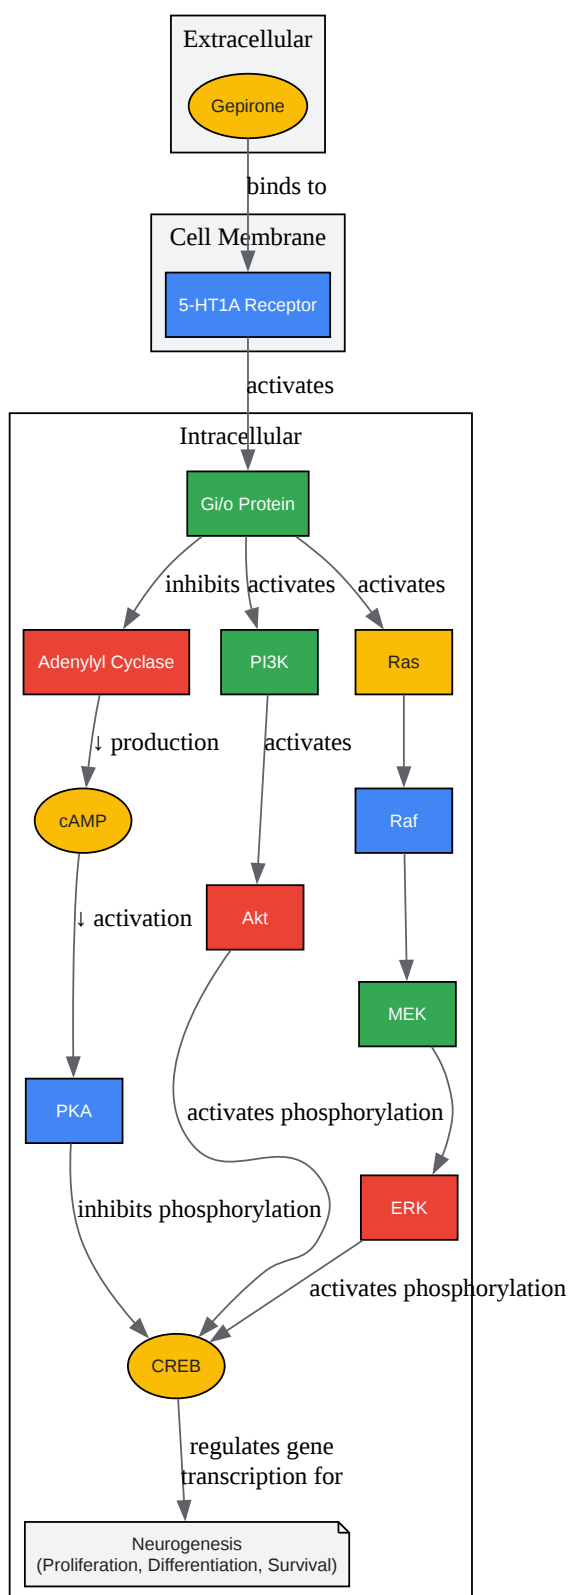 Extracellular
Gepirone
binds to
Cell Membrane
5-HT1A Receptor
activates
Intracellular
Gi/o Protein
inhibits
activates
activates
Adenylyl Cyclase
PI3K
Ras
↓ production
activates
cAMP
Raf
↓ activation
Akt
MEK
PKA
activates phosphorylation
inhibits phosphorylation
ERK
activates phosphorylation
CREB
regulates gene
transcription for
Neurogenesis
(Proliferation, Differentiation, Survival)